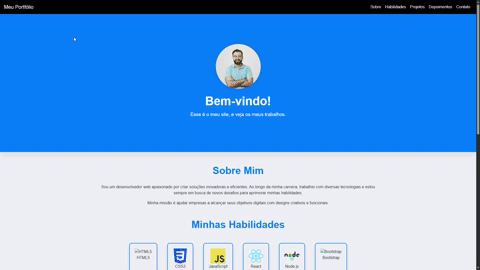 Meu Portfólio
Sobre Habilidades Projetos Depoimentos Contato
Bem-vindo!
Esse é o meu site, e veja os meus trabalhos.
Sobre Mim
Sou um desenvolvedor web apaixonado por criar soluções inovadoras e eficientes. Ao longo da minha carreira, trabalhei com diversas tecnologias e estou
sempre em busca de novos desafios para aprimorar minhas habilidades.
Minha missão é ajudar empresas a alcançar seus objetivos digitais com designs criativos e funcionais.
Minhas Habilidades
HTML5
HTML5
CSS3
JS
JavaScript
React
node
Node.js
Bootstrap
Bootstrap